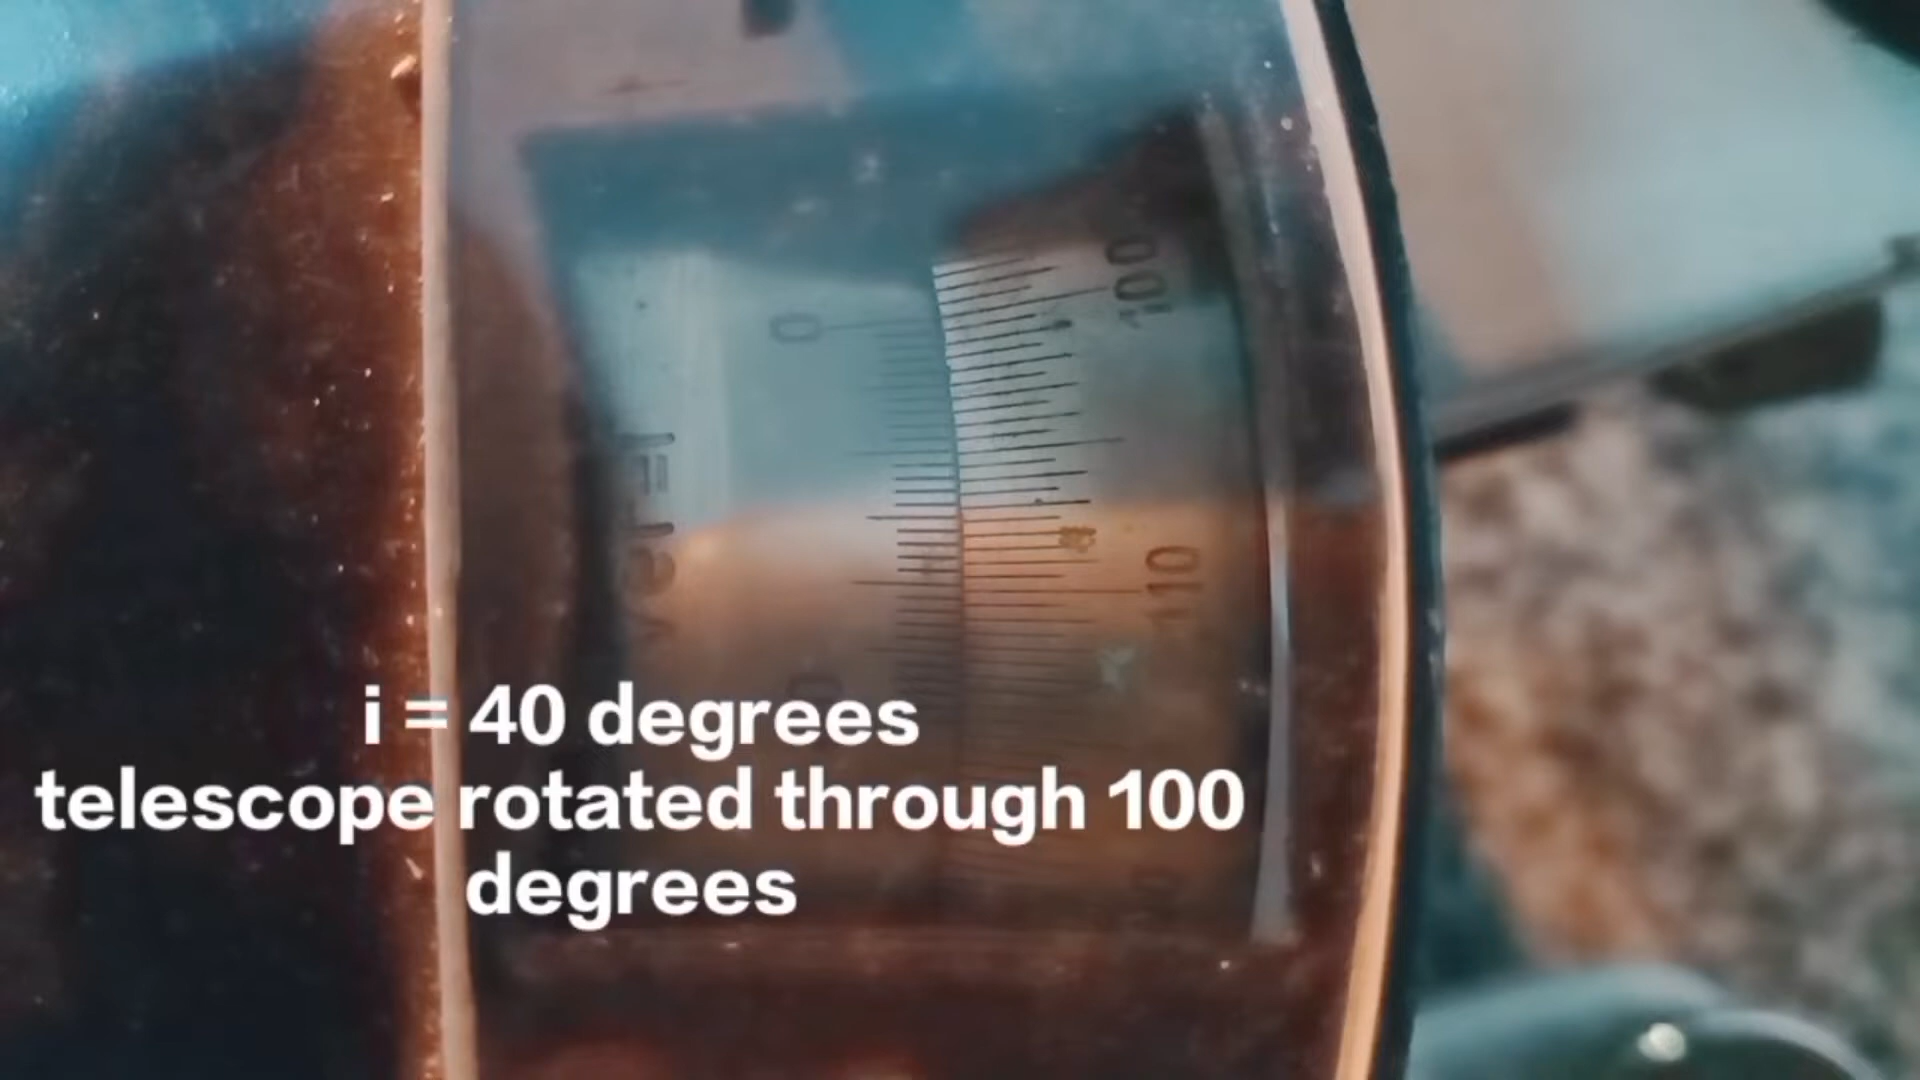 100
0
110
i = 40 degrees
telescope rotated through 100
degrees